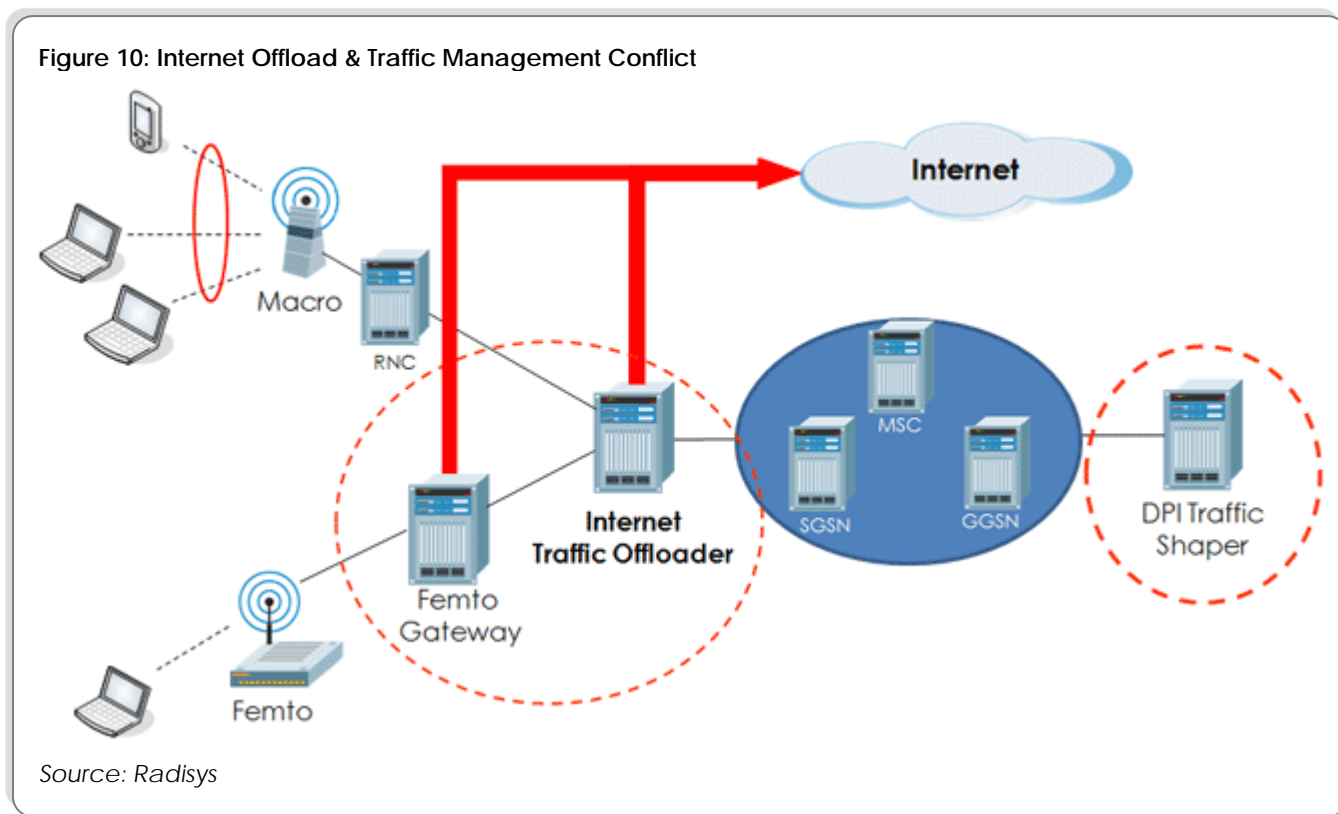 Figure 10: Internet Offload & Traffic Management Conflict
Internet
Macro
RNC
MSC
SGSN
GGSN
DPI Traffic
Shaper
Internet
Traffic Offloader
Femto
Gateway
Femto
Source: Radisys